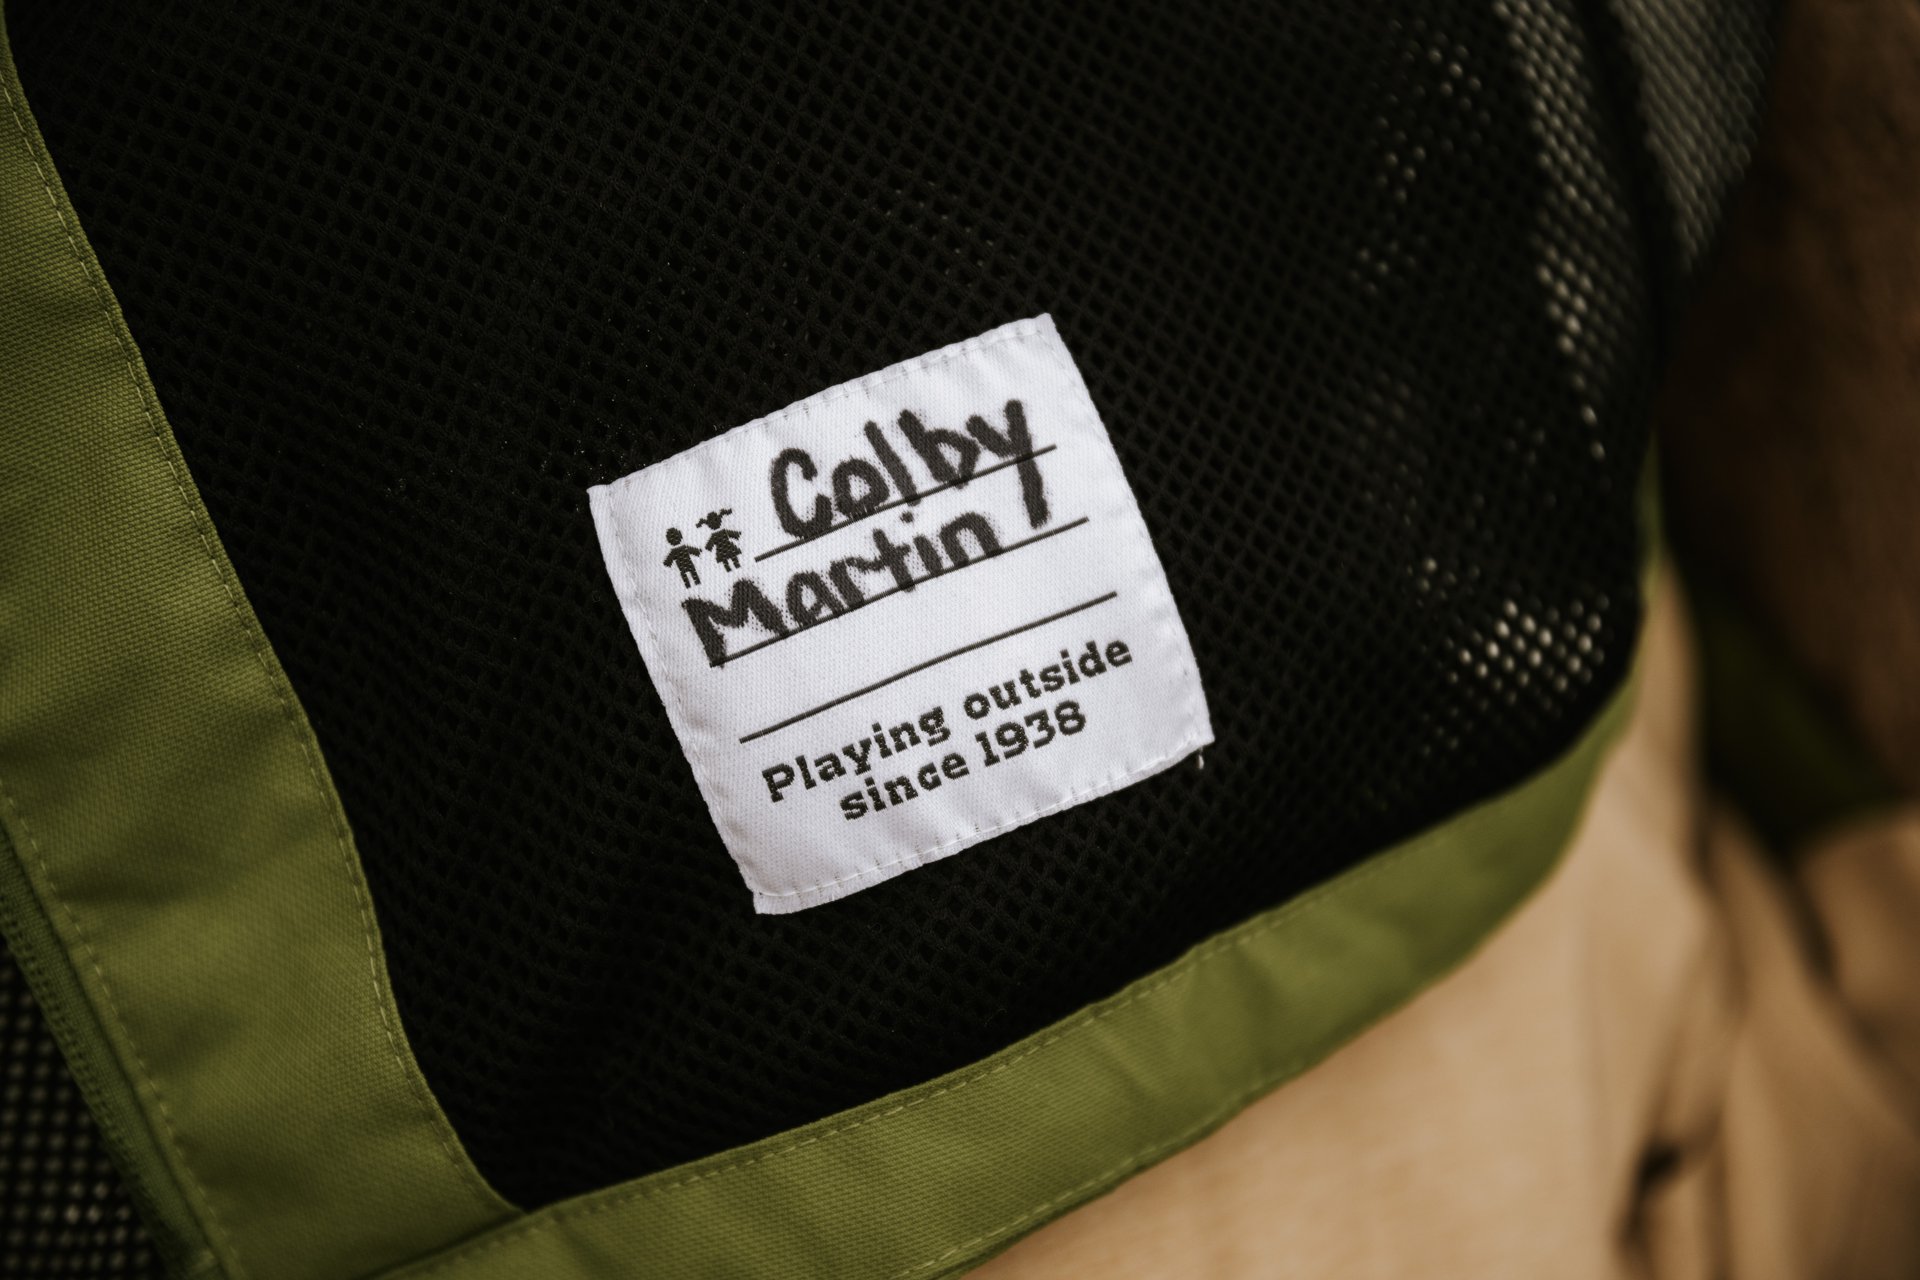 Colby
Martin
Playing outside
since 1938